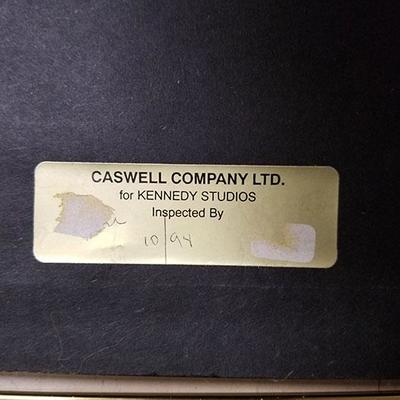 CASWELL COMPANY LTD.
for KENNEDY STUDIOS
Inspected By
10/94